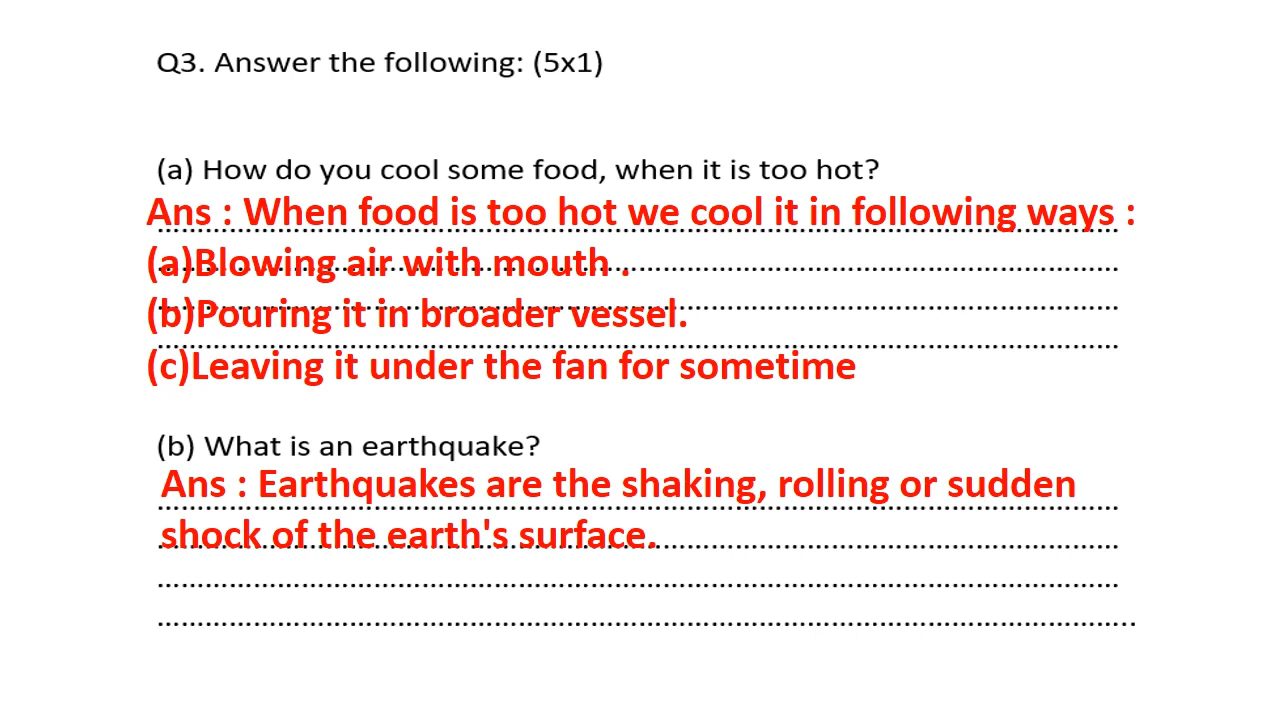 Q3. Answer the following: (5x1)
(a) How do you cool some food, when it is too hot?
Ans : When food is too hot we cool it in following ways :
(a)Blowing air with mouth .
(b)Pouring it in broader vessel.
(c)Leaving it under the fan for sometime
(b) What is an earthquake?
Ans : Earthquakes are the shaking, rolling or sudden
shock of the earth's surface.